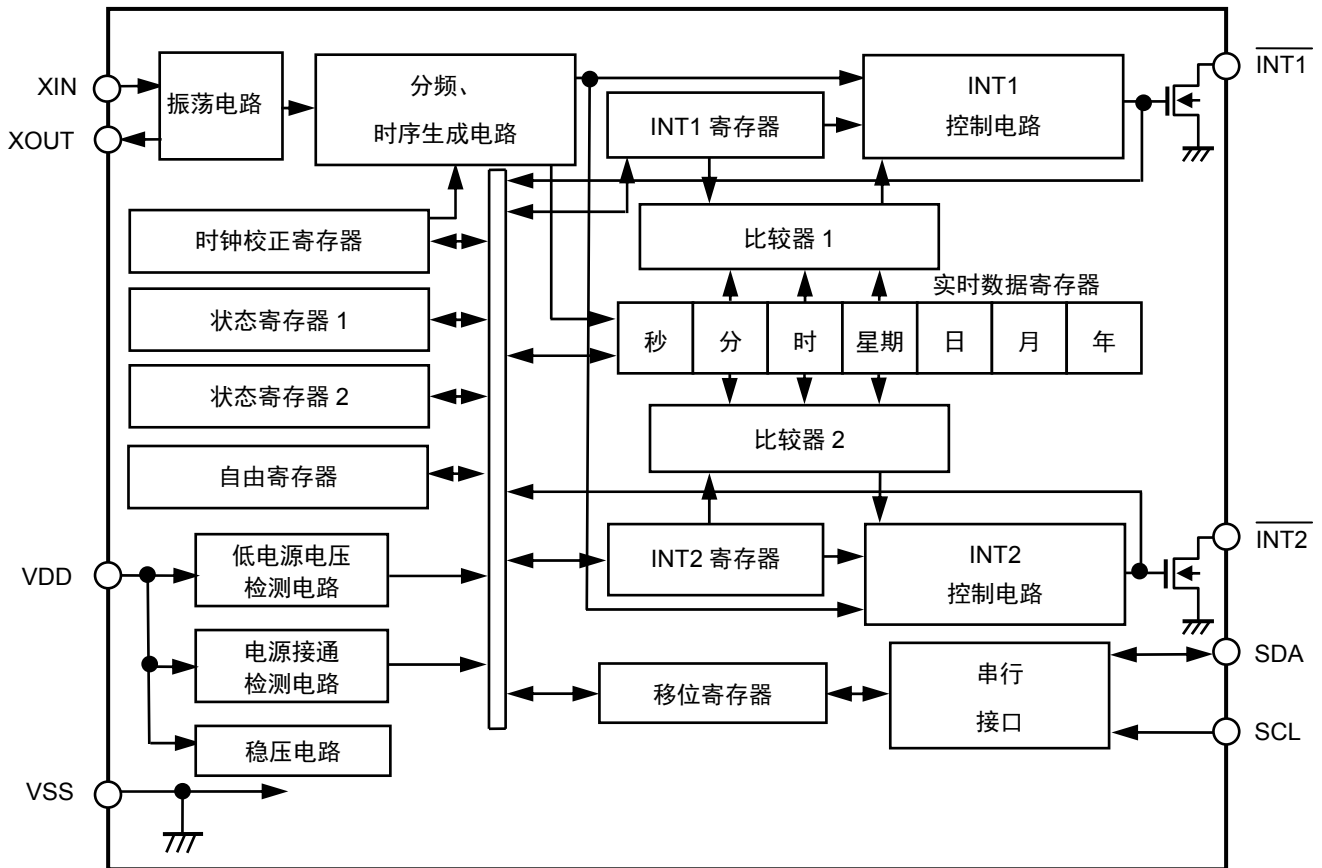 XIN
XOUT
振荡电路
分频、
时序生成电路
INT1 寄存器
INT1
控制电路
INT1
时钟校正寄存器
比较器 1
实时数据寄存器
状态寄存器 1
秒 分 时 星期 日 月 年
状态寄存器 2
比较器 2
自由寄存器
VDD
低电源电压
检测电路
INT2 寄存器
INT2
控制电路
INT2
电源接通
检测电路
移位寄存器
串行
接口
SDA
SCL
稳压电路
VSS